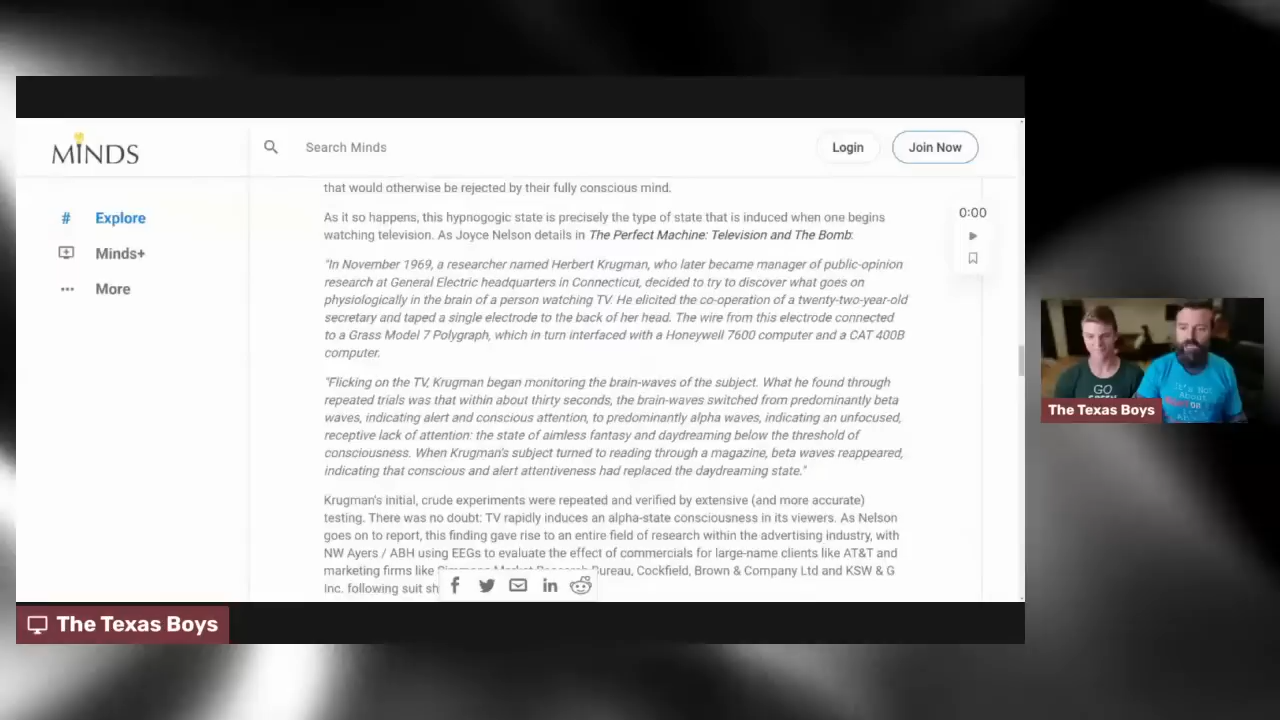 MINDS
Search Minds
Login
Join Now
# Explore
Minds+
More
that would otherwise be rejected by their fully conscious mind.
As it so happens, this hypnogogic state is precisely the type of state that is induced when one begins
watching television. As Joyce Nelson details in The Perfect Machine: Television and The Bomb:
"In November 1969, a researcher named Herbert Krugman, who later became manager of public-opinion
research at General Electric headquarters in Connecticut, decided to try to discover what goes on
physiologically in the brain of a person watching TV. He elicited the co-operation of a twenty-two-year-old
secretary and taped a single electrode to the back of her head. The wire from this electrode connected
to a Grass Model 7 Polygraph, which in turn interfaced with a Honeywell 7600 computer and a CAT 400B
computer.
"Flicking on the TV, Krugman began monitoring the brain-waves of the subject. What he found through
repeated trials was that within about thirty seconds, the brain-waves switched from predominantly beta
waves, indicating alert and conscious attention, to predominantly alpha waves, indicating an unfocused,
receptive lack of attention: the state of aimless fantasy and daydreaming below the threshold of
consciousness. When Krugman's subject turned to reading through a magazine, beta waves reappeared,
indicating that conscious and alert attentiveness had replaced the daydreaming state."
Krugman's initial, crude experiments were repeated and verified by extensive (and more accurate)
testing. There was no doubt: TV rapidly induces an alpha-state consciousness in its viewers. As Nelson
goes on to report, this finding gave rise to an entire field of research within the advertising industry, with
NW Ayers / ABH using EEGs to evaluate the effect of commercials for large-name clients like AT&T and
marketing firms like Bureau, Cockfield, Brown & Company Ltd and KSW & G
Inc. following suit
0:00
GO
It's Not
About
The Texas Boys
The Texas Boys